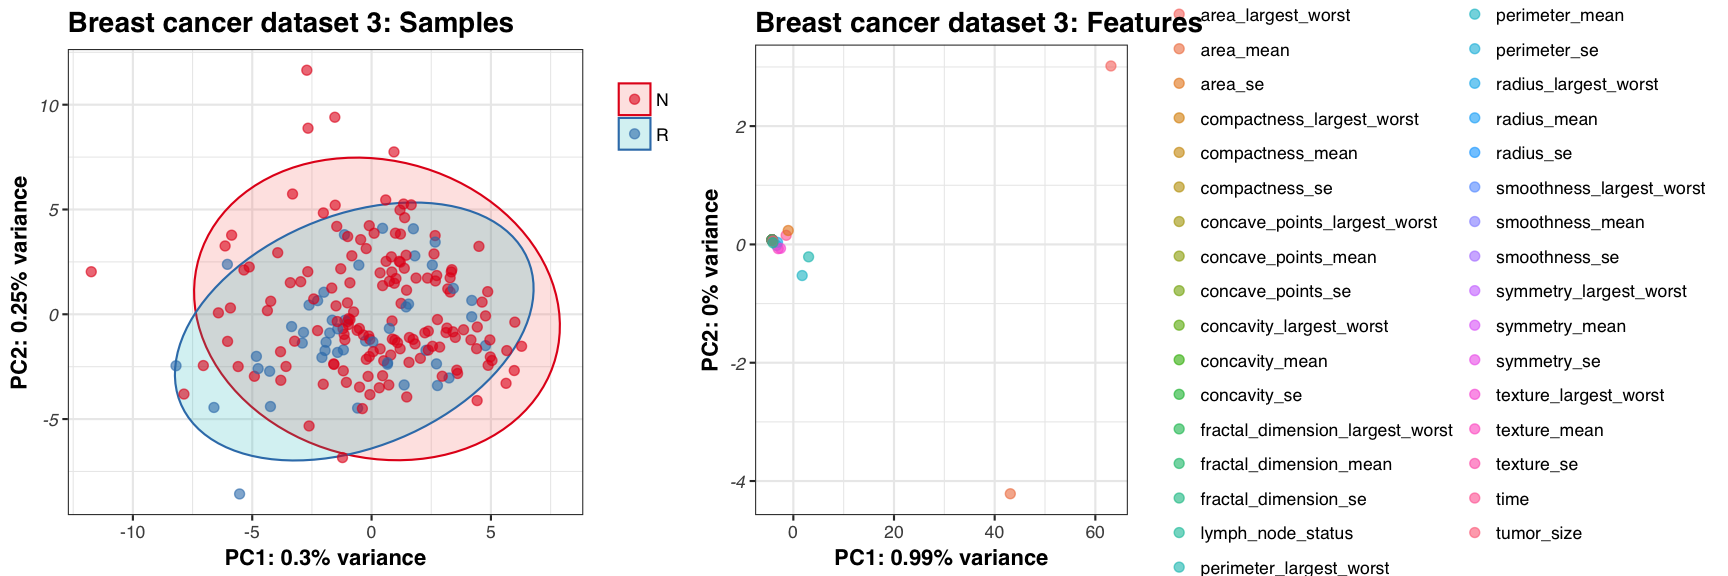 Breast cancer dataset 3: Samples
10
5
0
-5
-10
-5
0
5
PC1: 0.3% variance
PC2: 0.25% variance
N
R
Breast cancer dataset 3: Features
2
0
-2
-4
0
20
40
60
PC1: 0.99% variance
PC2: 0% variance
area_largest_worst
area_mean
area_se
compactness_largest_worst
compactness_mean
compactness_se
concave_points_largest_worst
concave_points_mean
concave_points_se
concavity_largest_worst
concavity_mean
concavity_se
fractal_dimension_largest_worst
fractal_dimension_mean
fractal_dimension_se
lymph_node_status
perimeter_largest_worst
perimeter_mean
perimeter_se
radius_largest_worst
radius_mean
radius_se
smoothness_largest_worst
smoothness_mean
smoothness_se
symmetry_largest_worst
symmetry_mean
symmetry_se
texture_largest_worst
texture_mean
texture_se
time
tumor_size